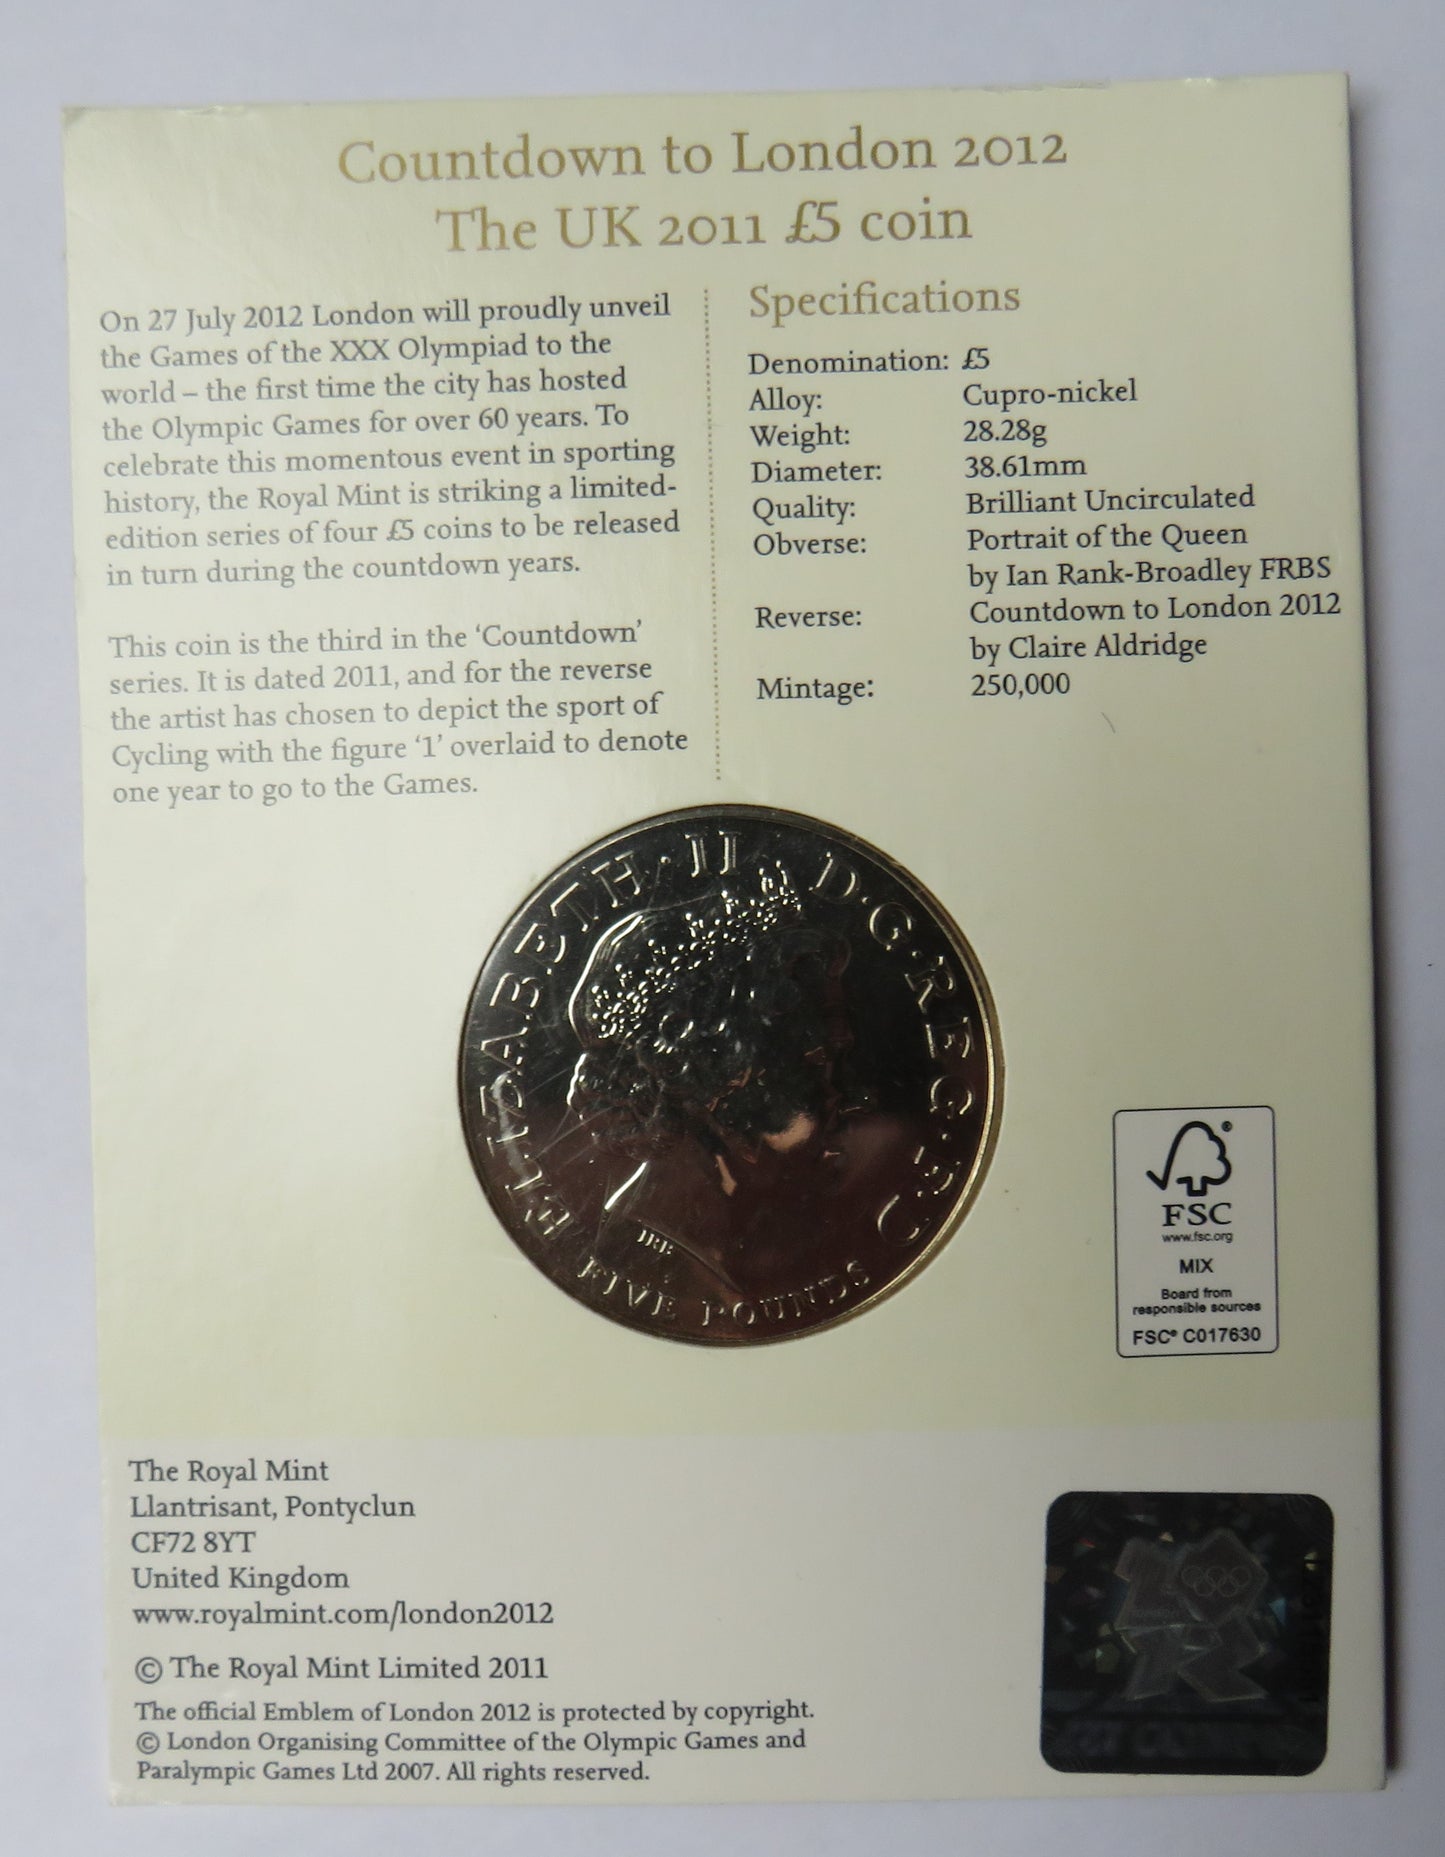 Countdown to London 2012
The UK 2011 £5 coin
On 27 July 2012 London will proudly unveil
the Games of the XXX Olympiad to the
world – the first time the city has hosted
the Olympic Games for over 60 years. To
celebrate this momentous event in sporting
history, the Royal Mint is striking a limited-
edition series of four £5 coins to be released
in turn during the countdown years.
This coin is the third in the ‘Countdown’
series. It is dated 2011, and for the reverse
the artist has chosen to depict the sport of
Cycling with the figure ‘1’ overlaid to denote
one year to go to the Games.
Specifications
Denomination: £5
Alloy: Cupro-nickel
Weight: 28.28g
Diameter: 38.61mm
Quality: Brilliant Uncirculated
Obverse: Portrait of the Queen
by Ian Rank-Broadley FRBS
Reverse: Countdown to London 2012
by Claire Aldridge
Mintage: 250,000
ELIZABETH·II D·G·REG·F·D
IRB
FIVE POUNDS
®
FSC
www.fsc.org
MIX
Board from
responsible sources
FSC® C017630
The Royal Mint
Llantrisant, Pontyclun
CF72 8YT
United Kingdom
www.royalmint.com/london2012
© The Royal Mint Limited 2011
The official Emblem of London 2012 is protected by copyright.
© London Organising Committee of the Olympic Games and
Paralympic Games Ltd 2007. All rights reserved.